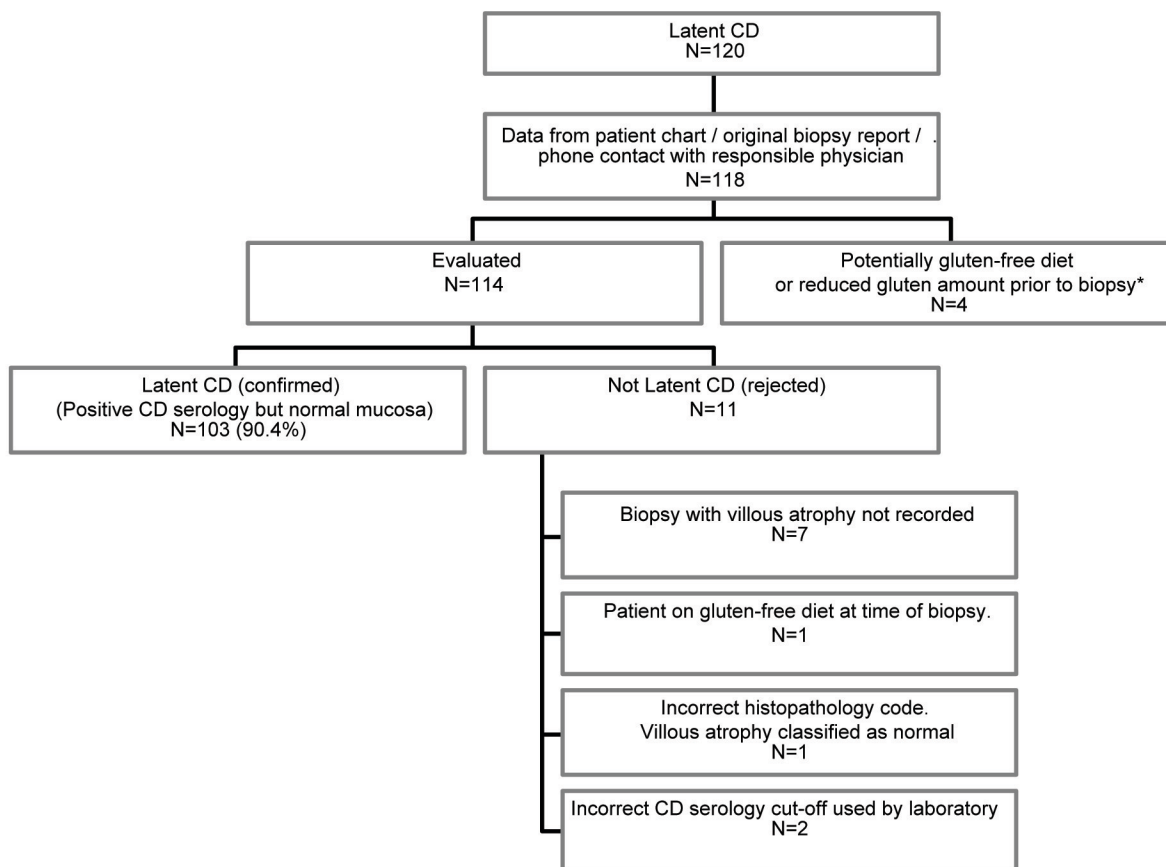 Latent CD
N=120
Data from patient chart / original biopsy report / .
phone contact with responsible physician
N=118
Evaluated
N=114
Potentially gluten-free diet
or reduced gluten amount prior to biopsy*
N=4
Latent CD (confirmed)
(Positive CD serology but normal mucosa)
N=103 (90.4%)
Not Latent CD (rejected)
N=11
Biopsy with villous atrophy not recorded
N=7
Patient on gluten-free diet at time of biopsy.
N=1
Incorrect histopathology code.
Villous atrophy classified as normal
N=1
Incorrect CD serology cut-off used by laboratory
N=2